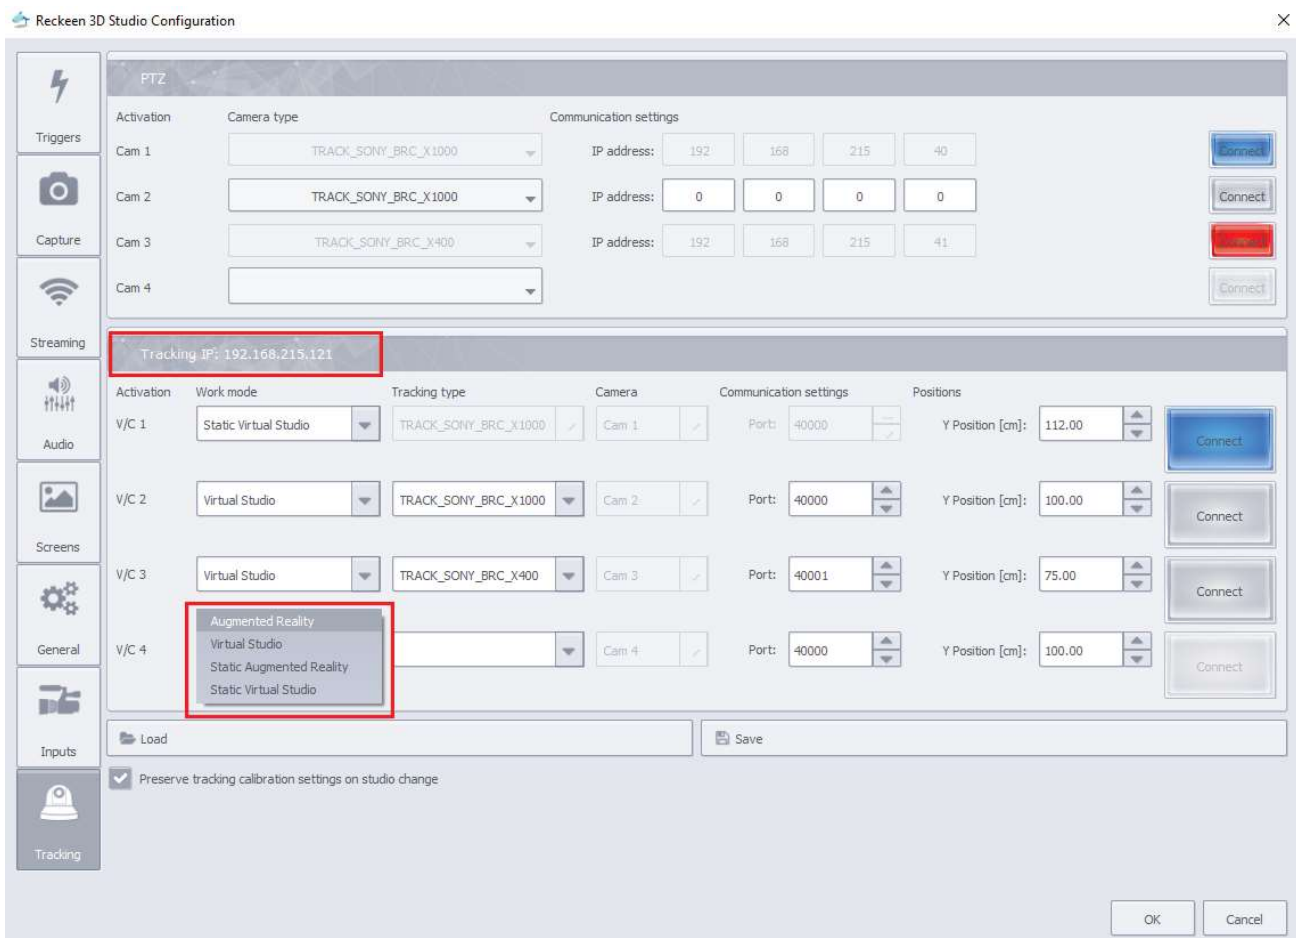 Reckeen 3D Studio Configuration
Triggers
Capture
Streaming
Audio
Screens
General
Inputs
Tracking
PTZ
Activation Camera type Communication settings
Cam 1 TRACK_SONY_BRC_X1000 IP address: 192 168 215 40 Connect
Cam 2 TRACK_SONY_BRC_X1000 IP address: 0 0 0 0 Connect
Cam 3 TRACK_SONY_BRC_X400 IP address: 192 168 215 41 Connect
Cam 4 Connect
Tracking IP: 192.168.215.121
Activation Work mode Tracking type Camera Communication settings Positions
V/C 1 Static Virtual Studio TRACK_SONY_BRC_X1000 Cam 1 Port: 40000 Y Position [cm]: 112.00 Connect
V/C 2 Virtual Studio TRACK_SONY_BRC_X1000 Cam 2 Port: 40000 Y Position [cm]: 100.00 Connect
V/C 3 Virtual Studio TRACK_SONY_BRC_X400 Cam 3 Port: 40001 Y Position [cm]: 75.00 Connect
Augmented Reality
Virtual Studio
Static Augmented Reality
Static Virtual Studio
V/C 4 Cam 4 Port: 40000 Y Position [cm]: 100.00 Connect
Load Save
Preserve tracking calibration settings on studio change
OK Cancel